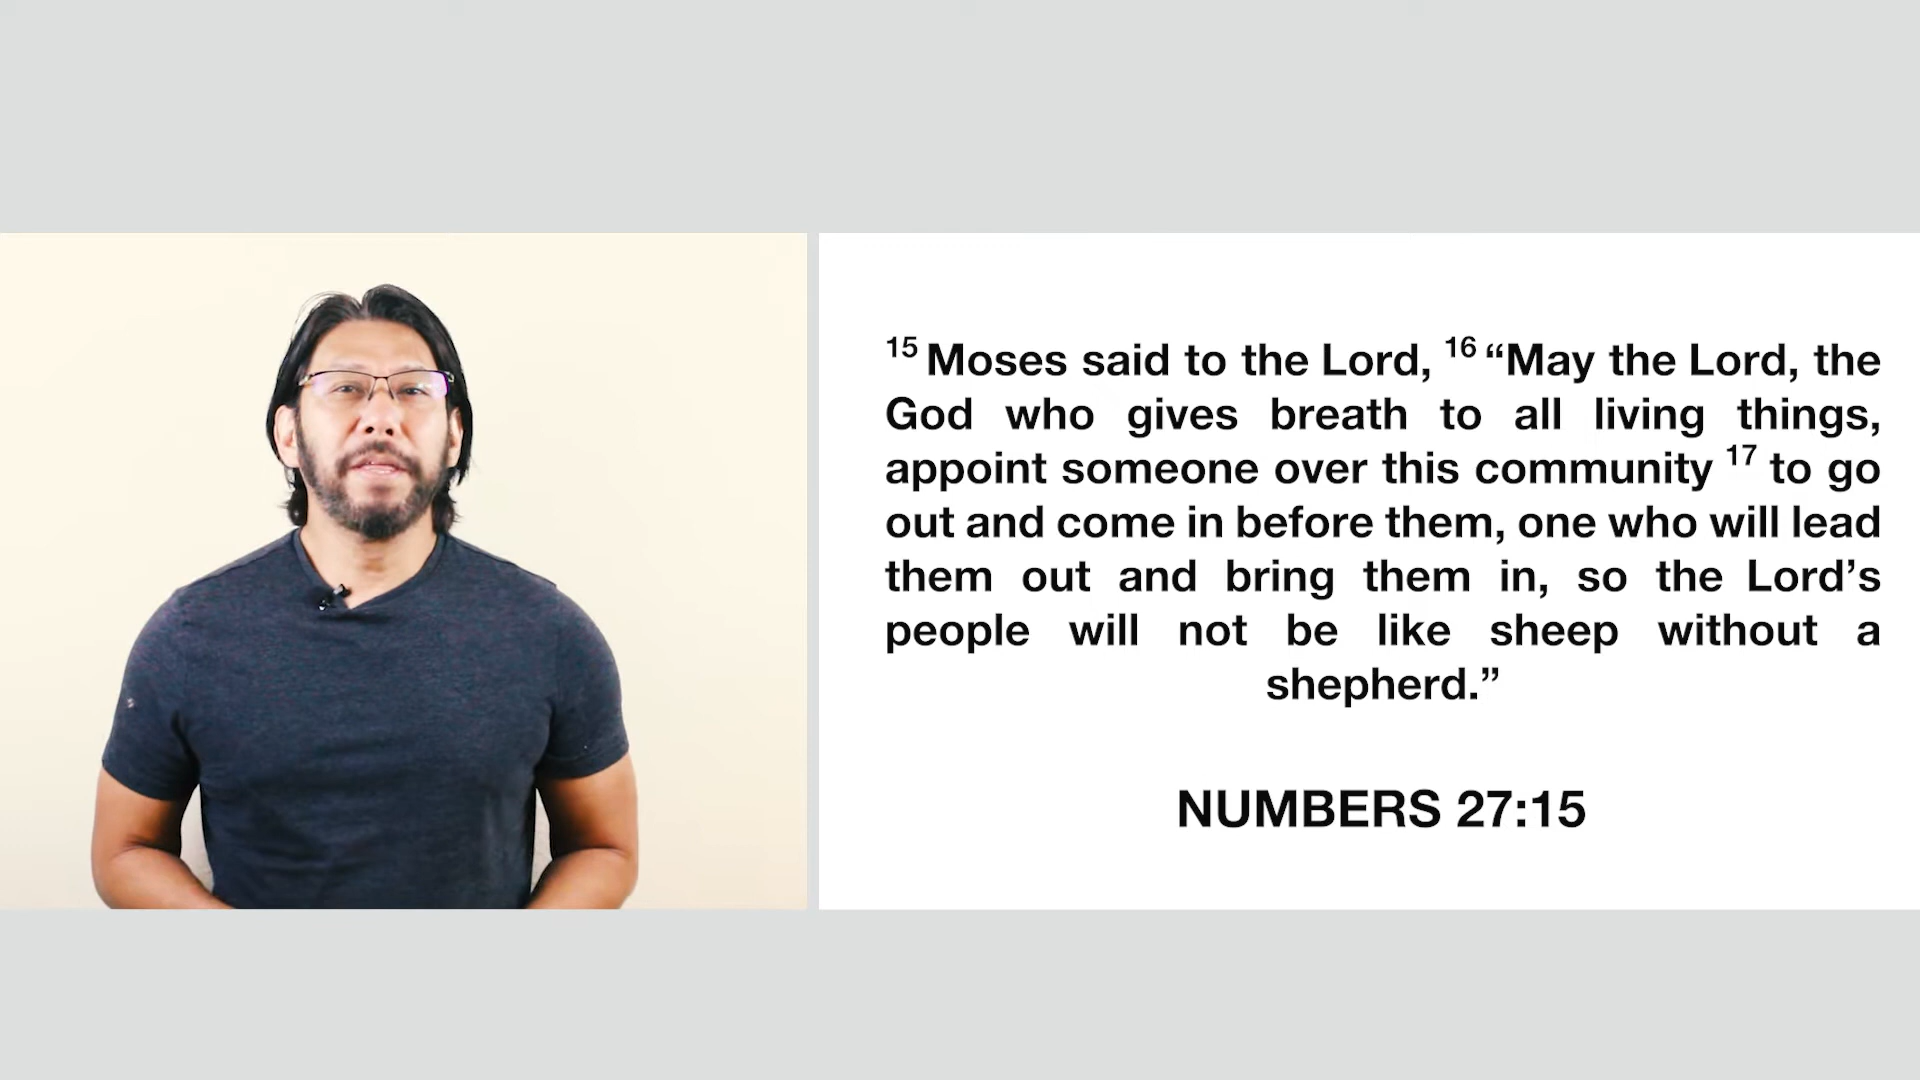 15 Moses said to the Lord, 16 “May the Lord, the
God who gives breath to all living things,
appoint someone over this community 17 to go
out and come in before them, one who will lead
them out and bring them in, so the Lord’s
people will not be like sheep without a
shepherd.”
NUMBERS 27:15